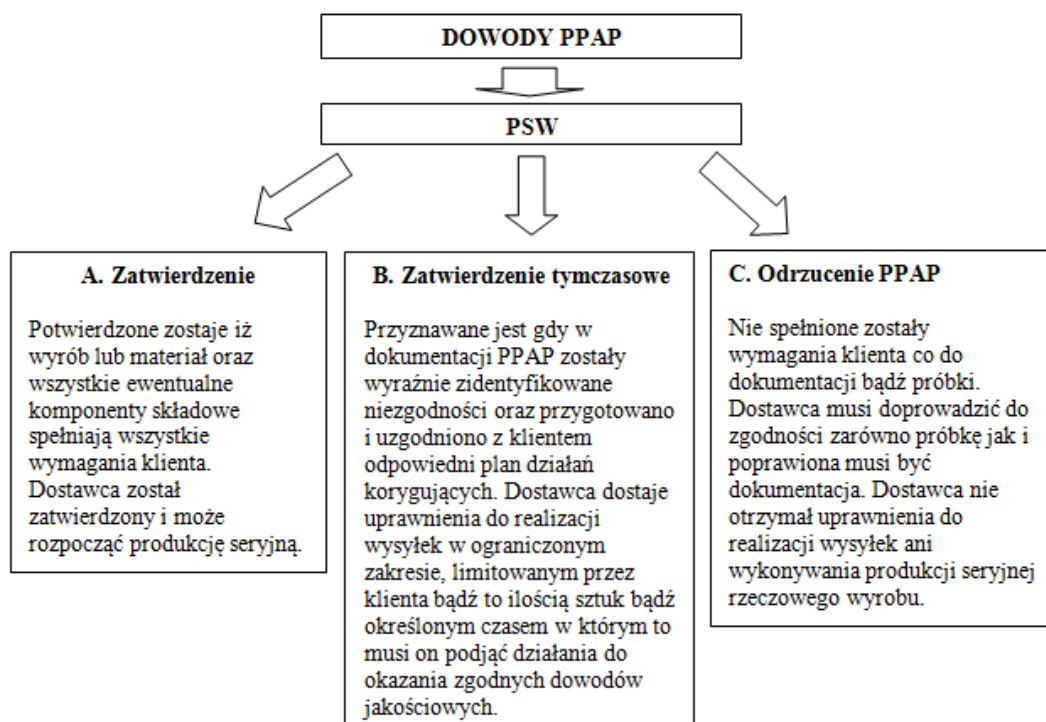 DOWODY PPAP
PSW
A. Zatwierdzenie
Potwierdzone zostaje iż
wyrób lub materiał oraz
wszystkie ewentualne
komponenty składowe
spełniają wszystkie
wymagania klienta.
Dostawca został
zatwierdzony i może
rozpocząć produkcję seryjną.
B. Zatwierdzenie tymczasowe
Przyznawane jest gdy w
dokumentacji PPAP zostały
wyraźnie zidentyfikowane
niezgodności oraz przygotowano
i uzgodniono z klientem
odpowiedni plan działań
korygujących. Dostawca dostaje
uprawnienia do realizacji
wysyłek w ograniczonym
zakresie, limitowanym przez
klienta bądź to ilością sztuk bądź
określonym czasem w którym to
musi on podjąć działania do
okazania zgodnych dowodów
jakościowych.
C. Odrzucenie PPAP
Nie spełnione zostały
wymagania klienta co do
dokumentacji bądź próbki.
Dostawca musi doprowadzić do
zgodności zarówno próbkę jak i
poprawiona musi być
dokumentacja. Dostawca nie
otrzymał uprawnienia do
realizacji wysyłek ani
wykonywania produkcji seryjnej
rzeczowego wyrobu.